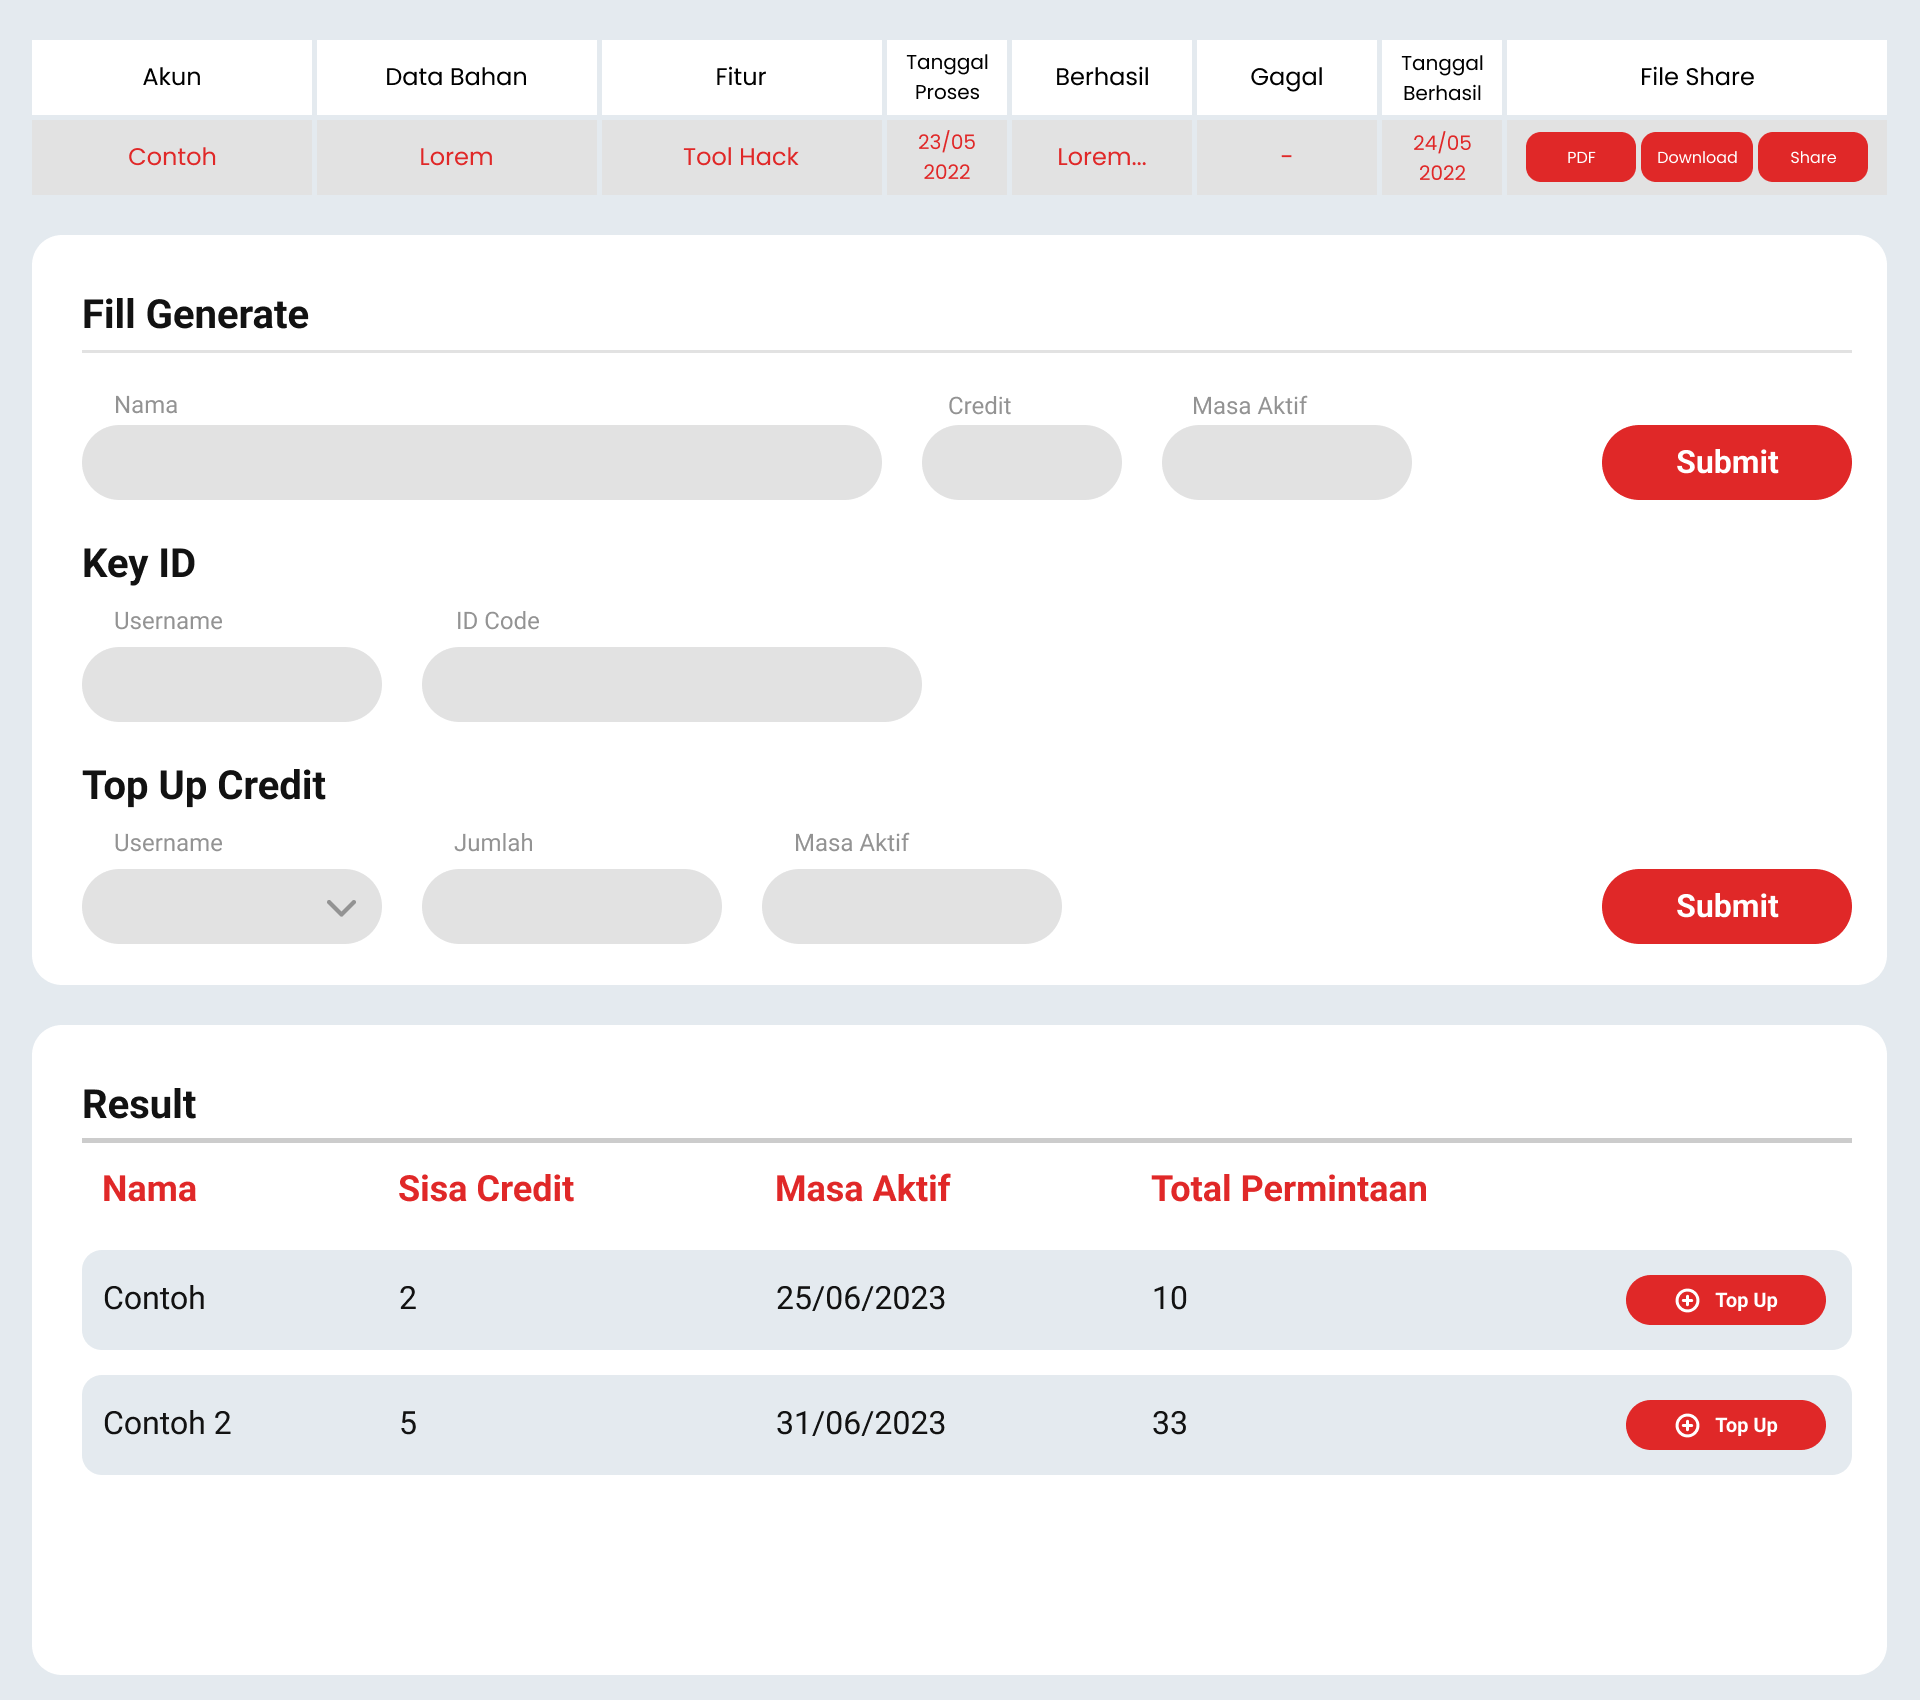 Akun Data Bahan Fitur Tanggal Proses Berhasil Gagal Tanggal Berhasil File Share
Contoh Lorem Tool Hack 23/05 2022 Lorem... - 24/05 2022 PDF Download Share
Fill Generate
Nama Credit Masa Aktif
Submit
Key ID
Username ID Code
Top Up Credit
Username Jumlah Masa Aktif
Submit
Result
Nama Sisa Credit Masa Aktif Total Permintaan
Contoh 2 25/06/2023 10 Top Up
Contoh 2 5 31/06/2023 33 Top Up